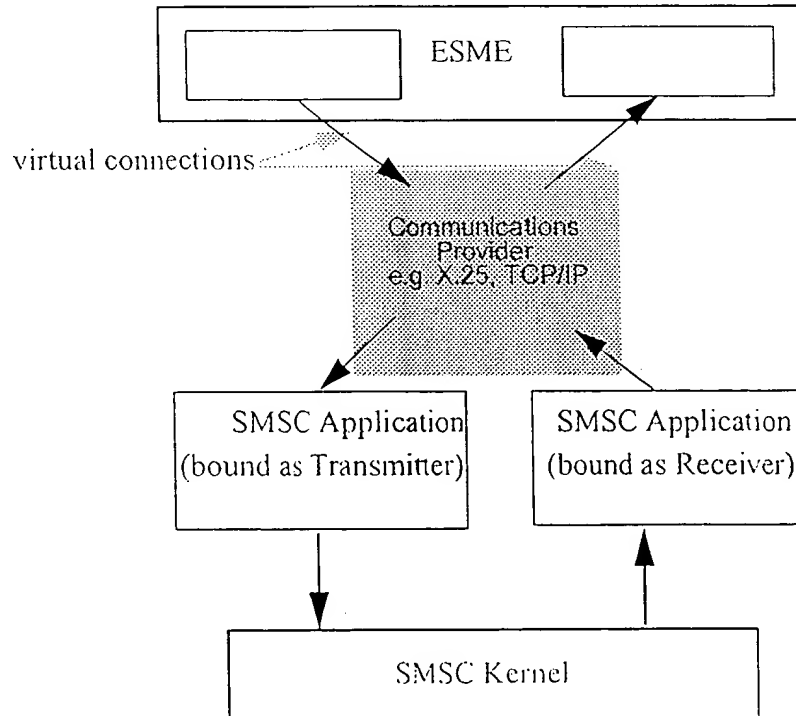 ESME
virtual connections
Communications
Provider
e.g. X.25, TCP/IP
SMSC Application
(bound as Transmitter)
SMSC Application
(bound as Receiver)
SMSC Kernel